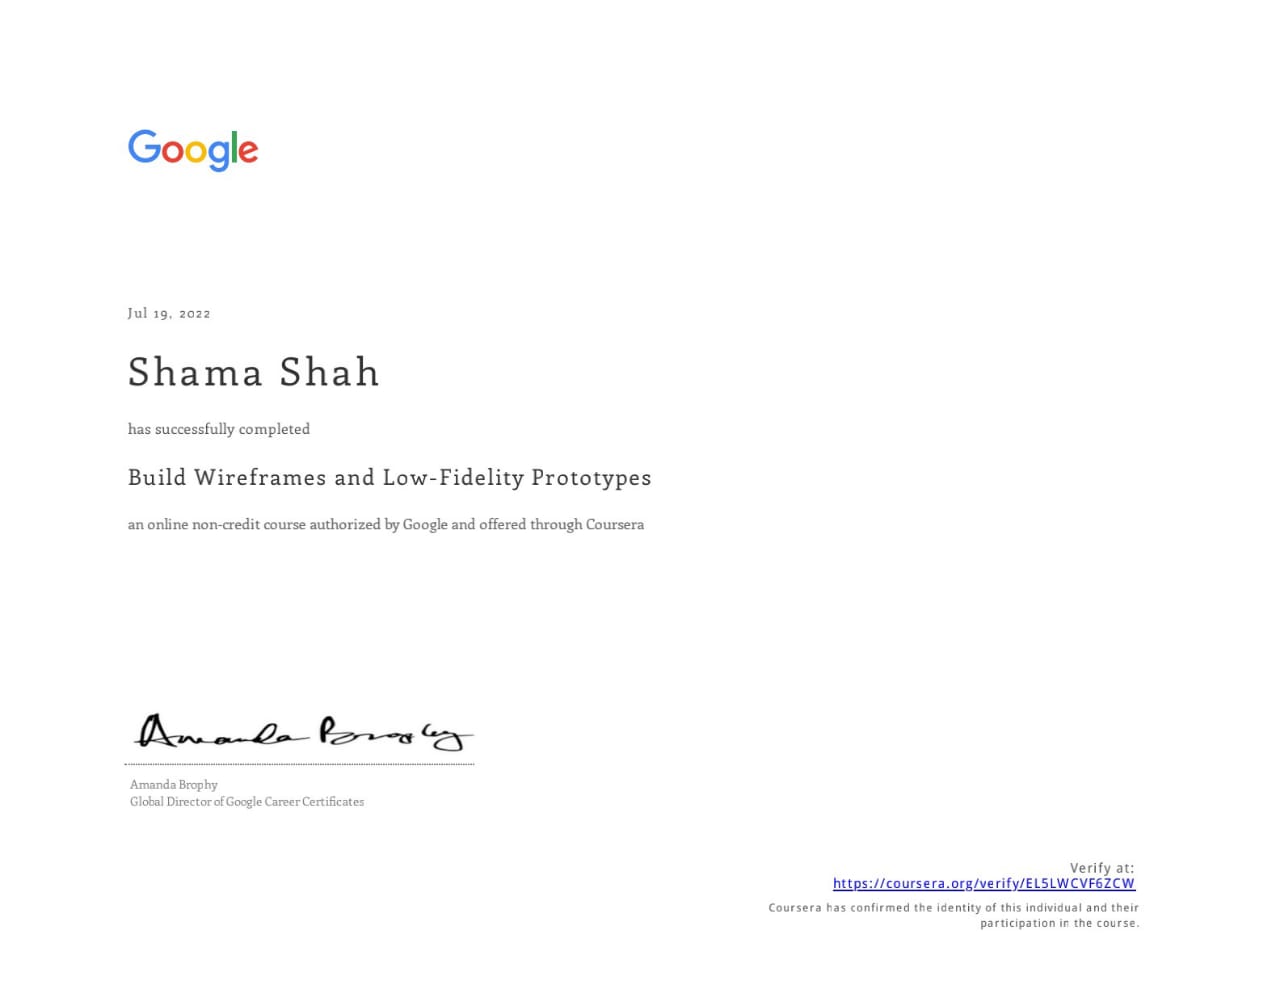 Google
Jul 19, 2022
Shama Shah
has successfully completed
Build Wireframes and Low-Fidelity Prototypes
an online non-credit course authorized by Google and offered through Coursera
Amanda Brophy
Amanda Brophy
Global Director of Google Career Certificates
Verify at:
https://coursera.org/verify/EL5LWCVF6ZCW
Coursera has confirmed the identity of this individual and their
participation in the course.